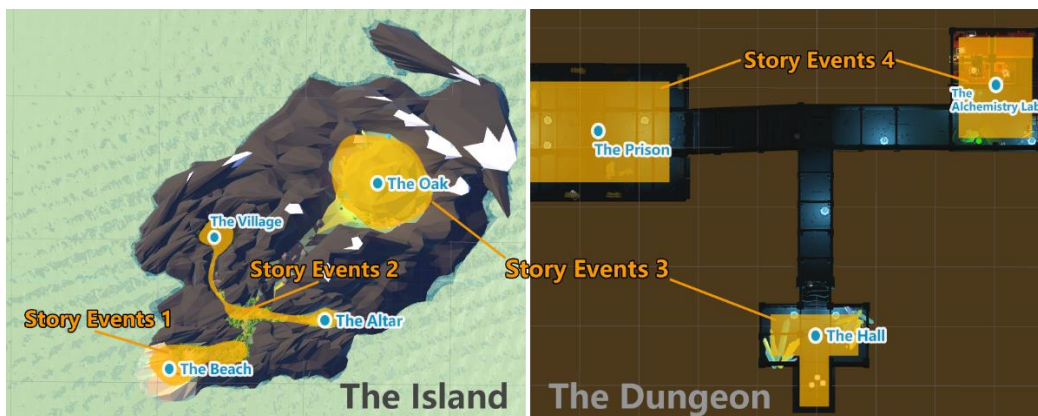 The Oak
The Village
Story Events 2
Story Events 1
The Altar
The Beach
The Island
Story Events 4
The
Alchemistry Lab
The Prison
Story Events 3
The Hall
The Dungeon